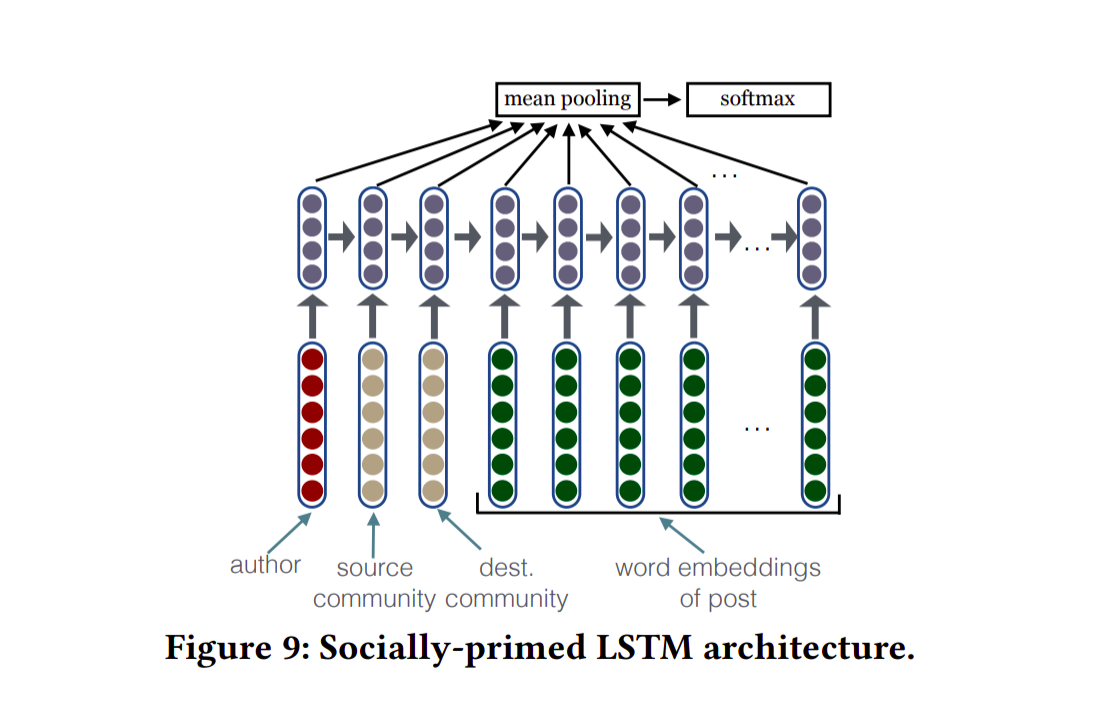 mean pooling
softmax
...
...
...
author
source
community
dest.
community
word embeddings
of post
Figure 9: Socially-primed LSTM architecture.